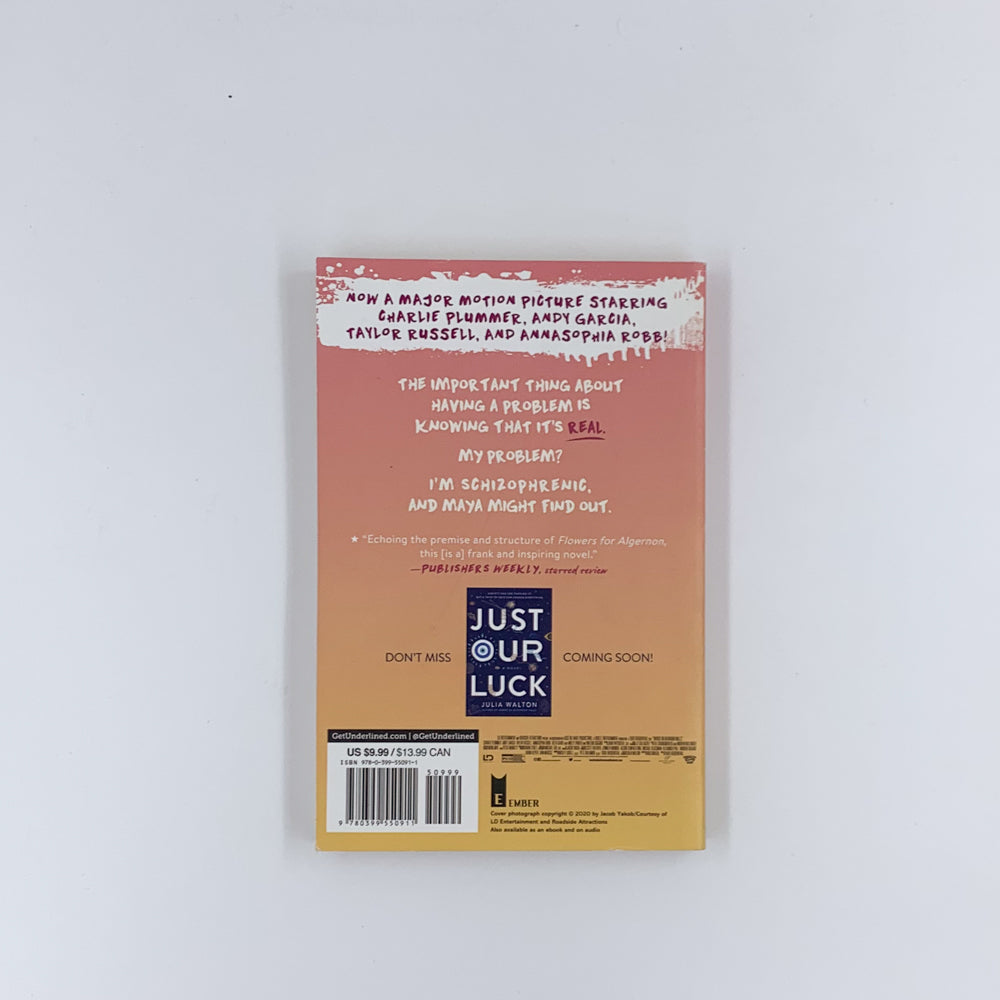 NOW A MAJOR MOTION PICTURE STARRING
CHARLIE PLUMMER, ANDY GARCIA,
TAYLOR RUSSELL, AND ANNASOPHIA ROBB!
THE IMPORTANT THING ABOUT
HAVING A PROBLEM IS
KNOWING THAT IT'S REAL.
MY PROBLEM?
I'M SCHIZOPHRENIC,
AND MAYA MIGHT FIND OUT.
★ "Echoing the premise and structure of Flowers for Algernon,
this [is a] frank and inspiring novel."
—PUBLISHERS WEEKLY, starred review
DON'T MISS
JUST
OUR
LUCK
A NOVEL
JULIA WALTON
COMING SOON!
GetUnderlined.com | @GetUnderlined
US $9.99 / $13.99 CAN
ISBN 978-0-399-55091-1
50999
9 780399 550911
E EMBER
Cover photograph copyright © 2020 by Jacob Yakob/Courtesy of
LD Entertainment and Roadside Attractions
Also available as an ebook and on audio